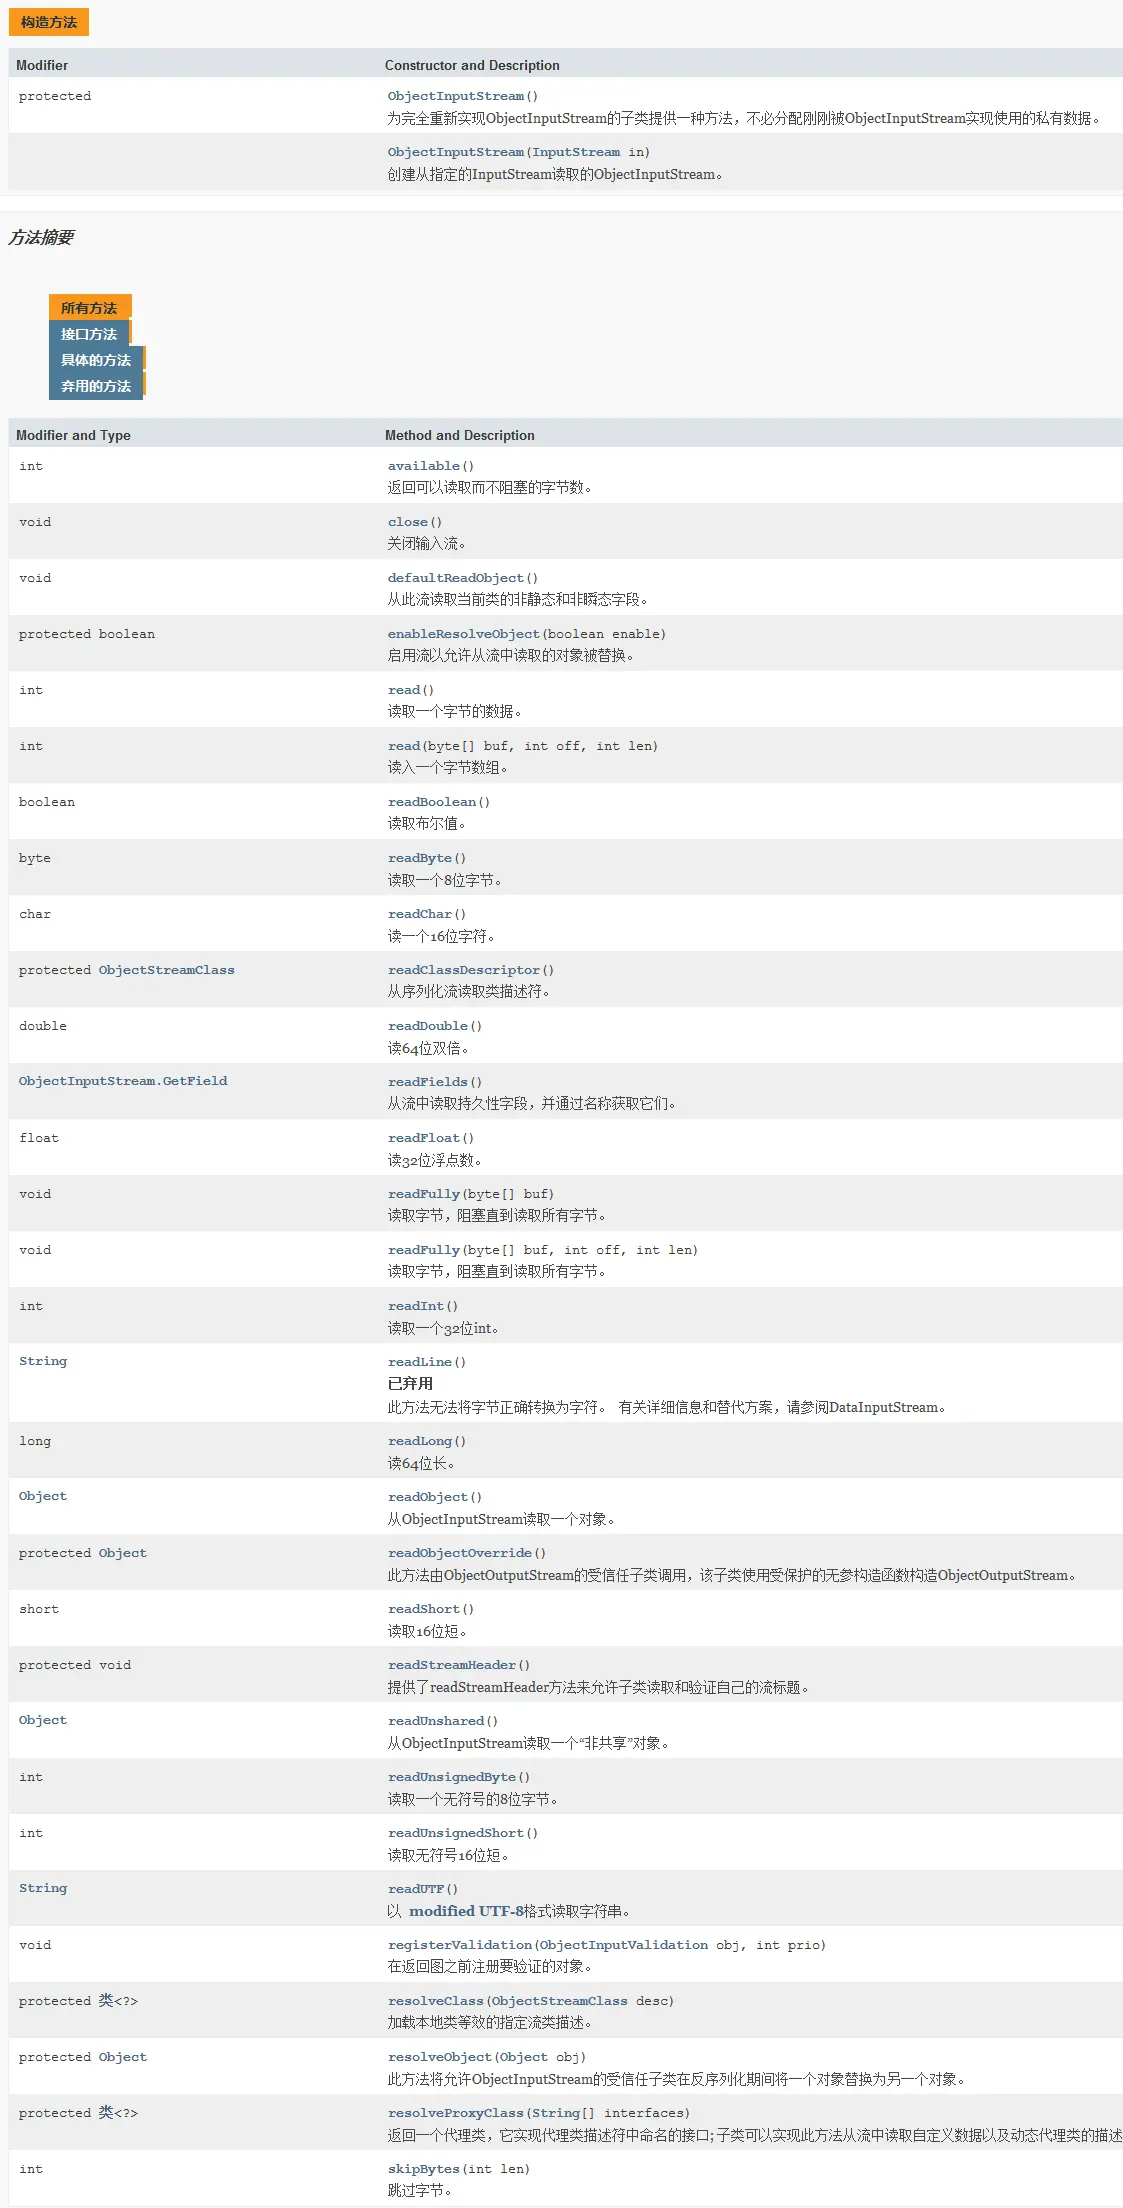 构造方法
Modifier Constructor and Description
protected ObjectInputStream()
为完全重新实现ObjectInputStream的子类提供一种方法，不必分配刚刚被ObjectInputStream实现使用的私有数据。
ObjectInputStream(InputStream in)
创建从指定的InputStream读取的ObjectInputStream。
方法摘要
所有方法
接口方法
具体的方法
弃用的方法
Modifier and Type Method and Description
int available()
返回可以读取而不阻塞的字节数。
void close()
关闭输入流。
void defaultReadObject()
从此流读取当前类的非静态和非瞬态字段。
protected boolean enableResolveObject(boolean enable)
启用流以允许从流中读取的对象被替换。
int read()
读取一个字节的数据。
int read(byte[] buf, int off, int len)
读入一个字节数组。
boolean readBoolean()
读取布尔值。
byte readByte()
读取一个8位字节。
char readChar()
读一个16位字符。
protected ObjectStreamClass readClassDescriptor()
从序列化流读取类描述符。
double readDouble()
读64位双倍。
ObjectInputStream.GetField readFields()
从流中读取持久性字段，并通过名称获取它们。
float readFloat()
读32位浮点数。
void readFully(byte[] buf)
读取字节，阻塞直到读取所有字节。
void readFully(byte[] buf, int off, int len)
读取字节，阻塞直到读取所有字节。
int readInt()
读取一个32位int。
String readLine()
已弃用
此方法无法将字节正确转换为字符。 有关详细信息和替代方案，请参阅DataInputStream。
long readLong()
读64位长。
Object readObject()
从ObjectInputStream读取一个对象。
protected Object readObjectOverride()
此方法由ObjectOutputStream的受信任子类调用，该子类使用受保护的无参构造函数构造ObjectOutputStream。
short readShort()
读取16位短。
protected void readStreamHeader()
提供了readStreamHeader方法来允许子类读取和验证自己的流标题。
Object readUnshared()
从ObjectInputStream读取一个“非共享”对象。
int readUnsignedByte()
读取一个无符号的8位字节。
int readUnsignedShort()
读取无符号16位短。
String readUTF()
以 modified UTF-8格式读取字符串。
void registerValidation(ObjectInputValidation obj, int prio)
在返回图之前注册要验证的对象。
protected 类<?> resolveClass(ObjectStreamClass desc)
加载本地类等效的指定流类描述。
protected Object resolveObject(Object obj)
此方法将允许ObjectInputStream的受信任子类在反序列化期间将一个对象替换为另一个对象。
protected 类<?> resolveProxyClass(String[] interfaces)
返回一个代理类，它实现代理类描述符中命名的接口; 子类可以实现此方法从流中读取自定义数据以及动态代理类的描述
int skipBytes(int len)
跳过字节。